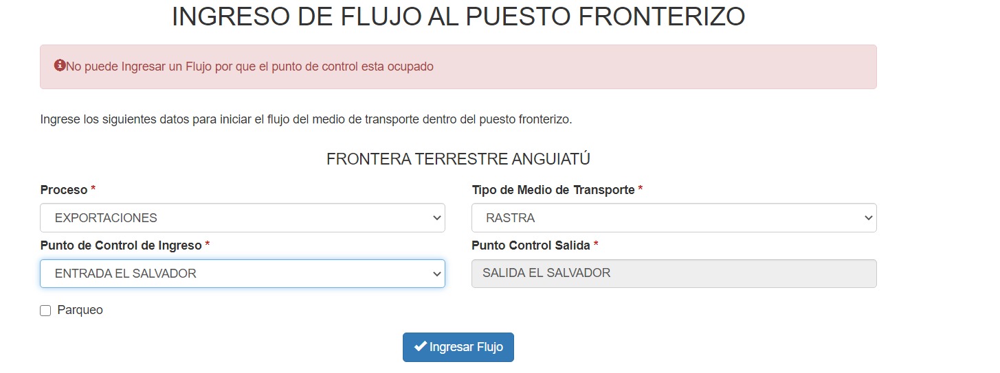 INGRESO DE FLUJO AL PUESTO FRONTERIZO
No puede Ingresar un Flujo por que el punto de control esta ocupado
Ingrese los siguientes datos para iniciar el flujo del medio de transporte dentro del puesto fronterizo.
FRONTERA TERRESTRE ANGUIATÚ
Proceso *
Tipo de Medio de Transporte *
EXPORTACIONES
RASTRA
Punto de Control de Ingreso *
Punto Control Salida *
ENTRADA EL SALVADOR
SALIDA EL SALVADOR
Parqueo
Ingresar Flujo